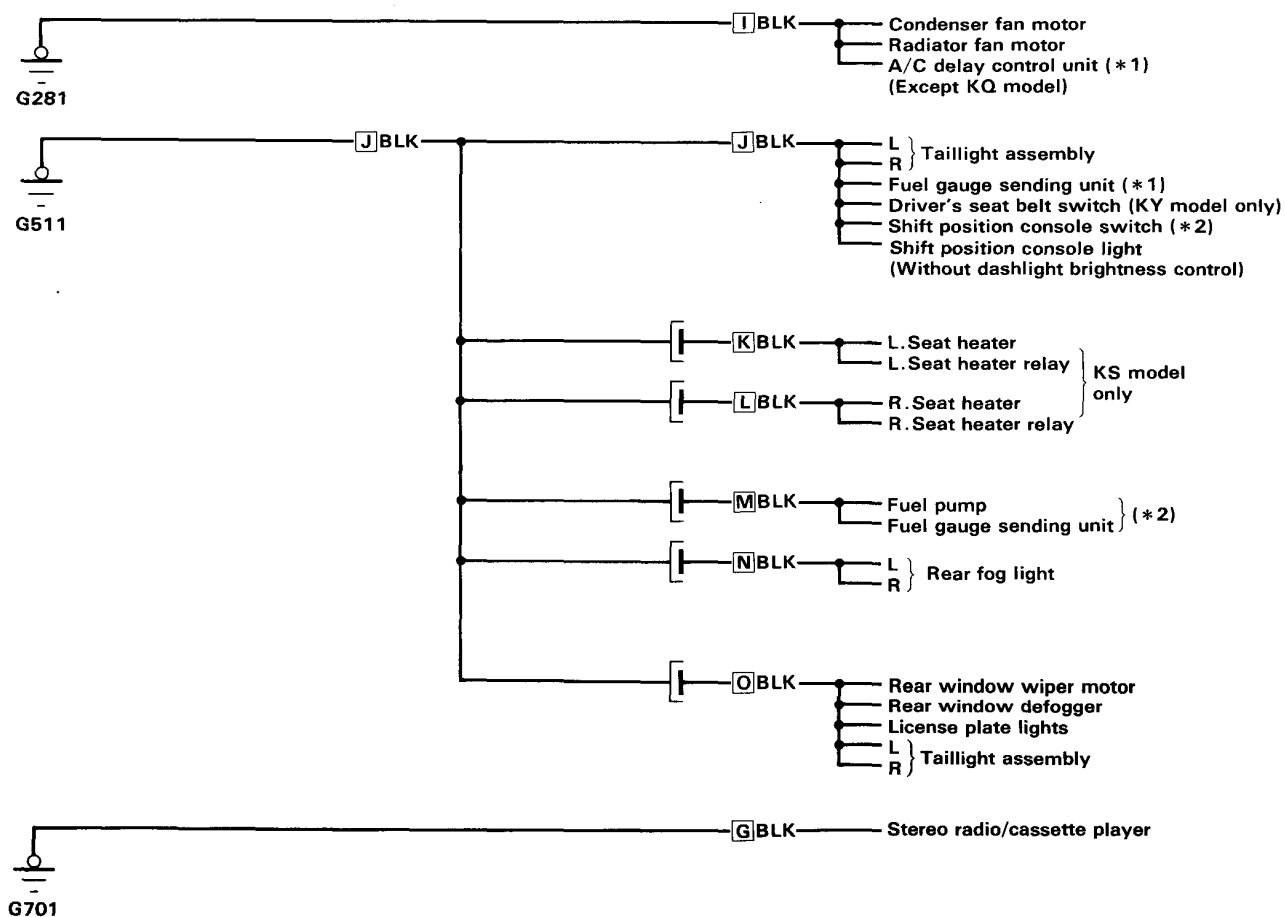 I BLK Condenser fan motor
Radiator fan motor
A/C delay control unit (*1)
(Except KQ model)
G281
J BLK J BLK L
R Taillight assembly
Fuel gauge sending unit (*1)
Driver's seat belt switch (KY model only)
Shift position console switch (*2)
Shift position console light
(Without dashlight brightness control)
G511
K BLK L.Seat heater
L.Seat heater relay
KS model
only
L BLK R.Seat heater
R.Seat heater relay
M BLK Fuel pump
Fuel gauge sending unit (*2)
N BLK L
R Rear fog light
O BLK Rear window wiper motor
Rear window defogger
License plate lights
L
R Taillight assembly
G BLK Stereo radio/cassette player
G701